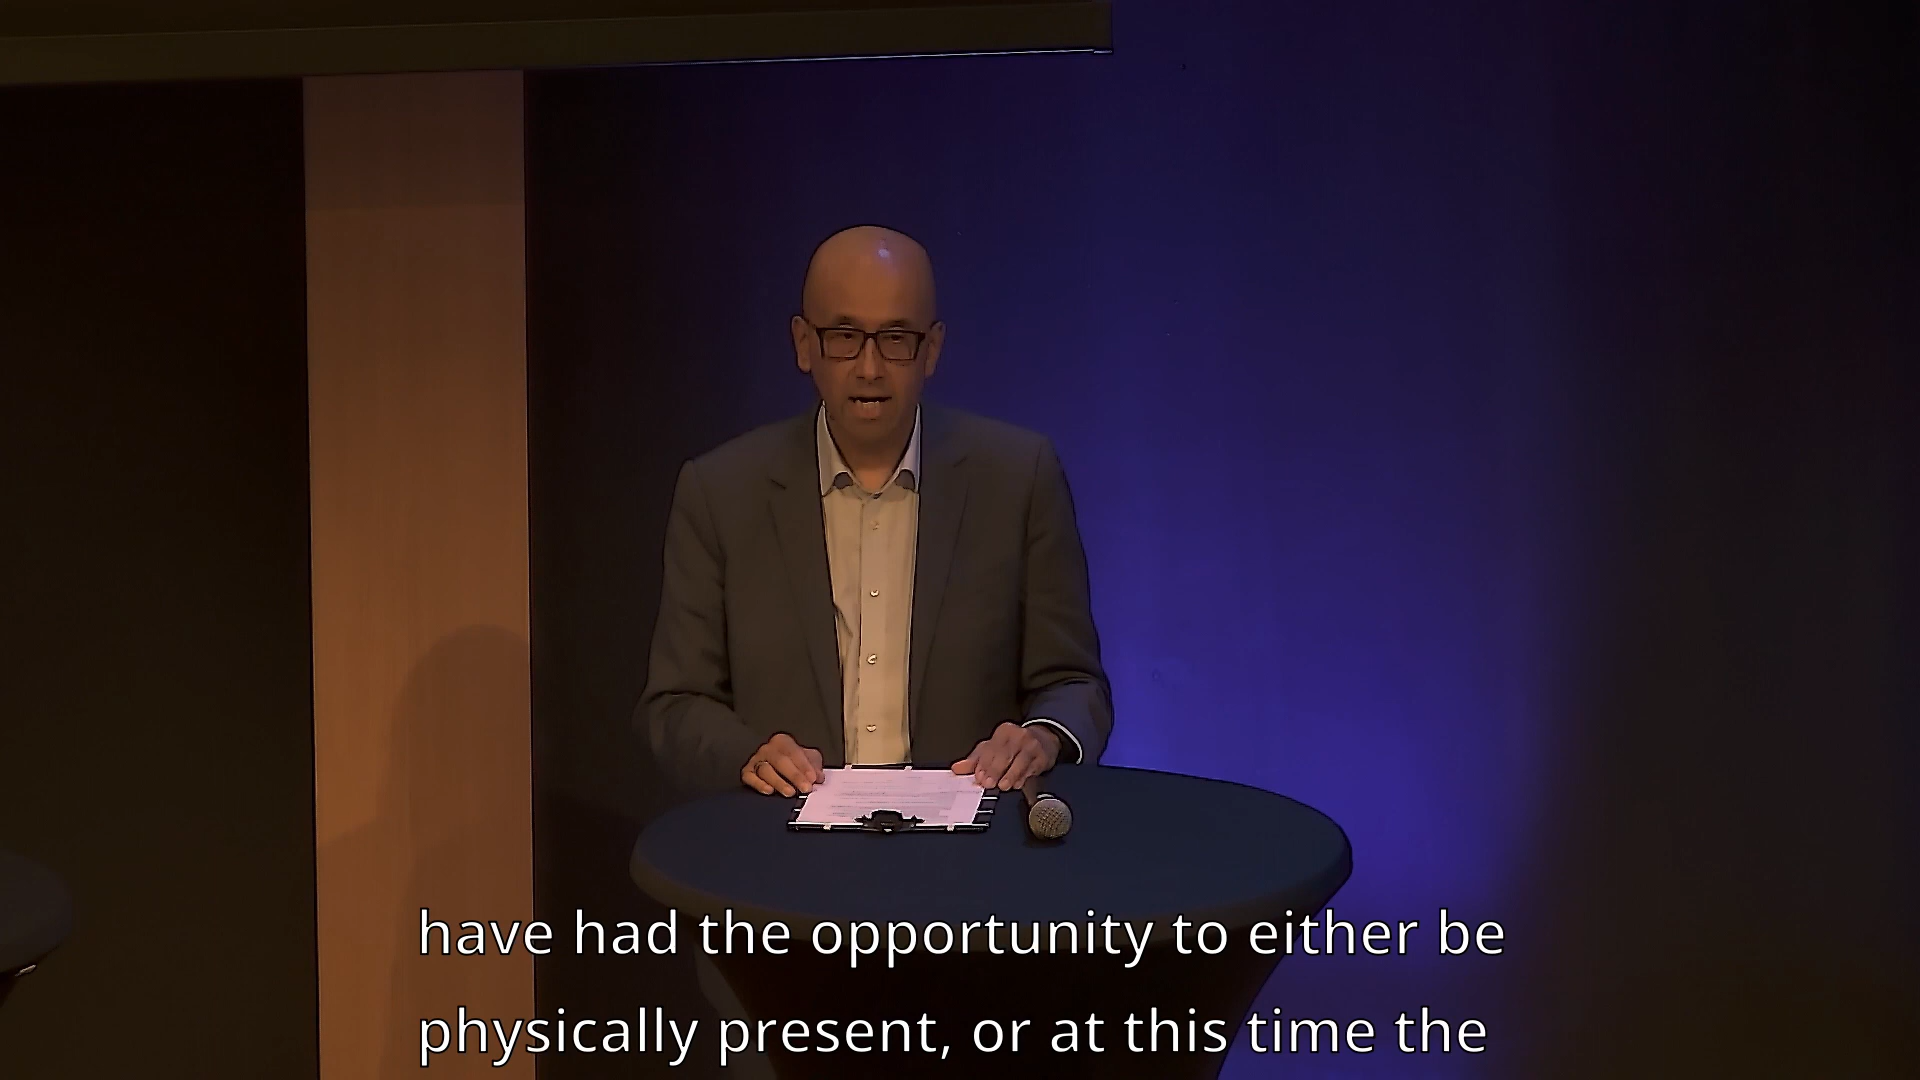 have had the opportunity to either be
physically present, or at this time the